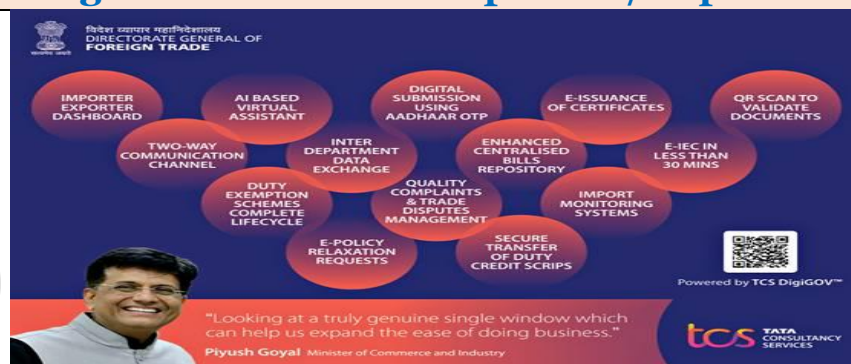 विदेश व्यापार महानिदेशालय
DIRECTORATE GENERAL OF
FOREIGN TRADE
IMPORTER
EXPORTER
DASHBOARD
AI BASED
VIRTUAL
ASSISTANT
DIGITAL
SUBMISSION
USING
AADHAAR OTP
E-ISSUANCE
OF CERTIFICATES
QR SCAN TO
VALIDATE
DOCUMENTS
TWO-WAY
COMMUNICATION
CHANNEL
INTER
DEPARTMENT
DATA
EXCHANGE
ENHANCED
CENTRALISED
BILLS
REPOSITORY
E-IEC IN
LESS THAN
30 MINS
DUTY
EXEMPTION
SCHEMES
COMPLETE
LIFECYCLE
QUALITY
COMPLAINTS
& TRADE
DISPUTES
MANAGEMENT
IMPORT
MONITORING
SYSTEMS
E-POLICY
RELAXATION
REQUESTS
SECURE
TRANSFER
OF DUTY
CREDIT SCRIPS
Powered by TCS DigiGOV™
"Looking at a truly genuine single window which
can help us expand the ease of doing business."
Piyush Goyal Minister of Commerce and Industry
tcs TATA
CONSULTANCY
SERVICES